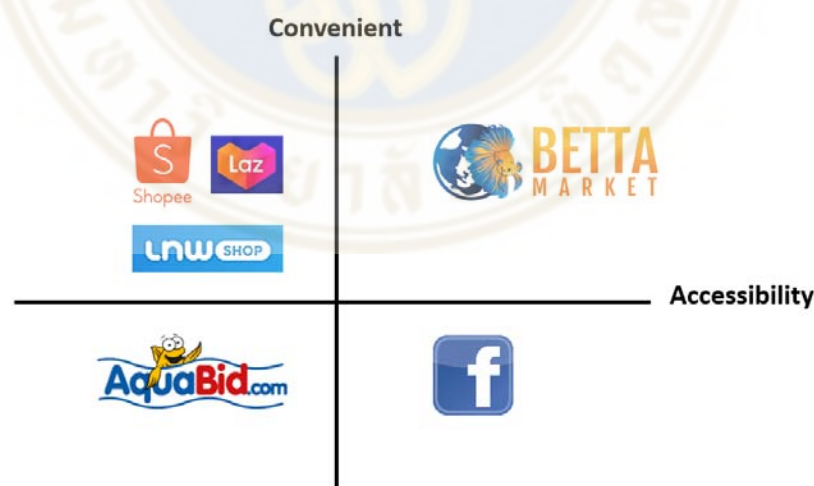 Convenient
S
Laz
Shopee
BETTA
MARKET
LnW SHOP
Accessibility
AquaBid.com
f